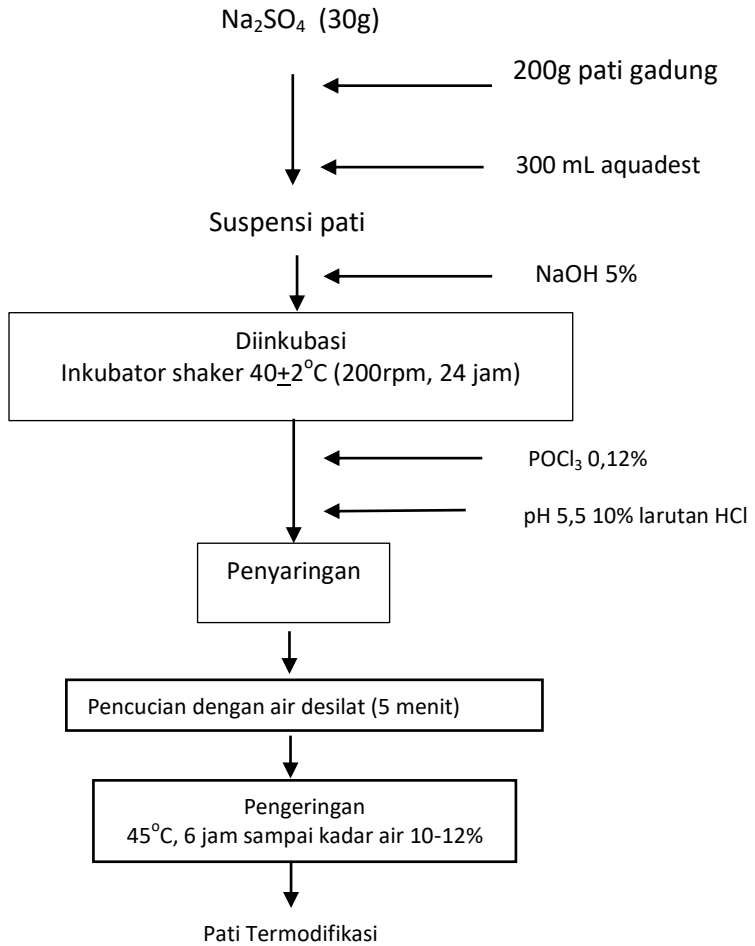 Na₂SO₄ (30g)
200g pati gadung
300 mL aquadest
Suspensi pati
NaOH 5%
Diinkubasi
Inkubator shaker 40±2°C (200rpm, 24 jam)
POCl₃ 0,12%
pH 5,5 10% larutan HCl
Penyaringan
Pencucian dengan air desilat (5 menit)
Pengeringan
45°C, 6 jam sampai kadar air 10-12%
Pati Termodifikasi